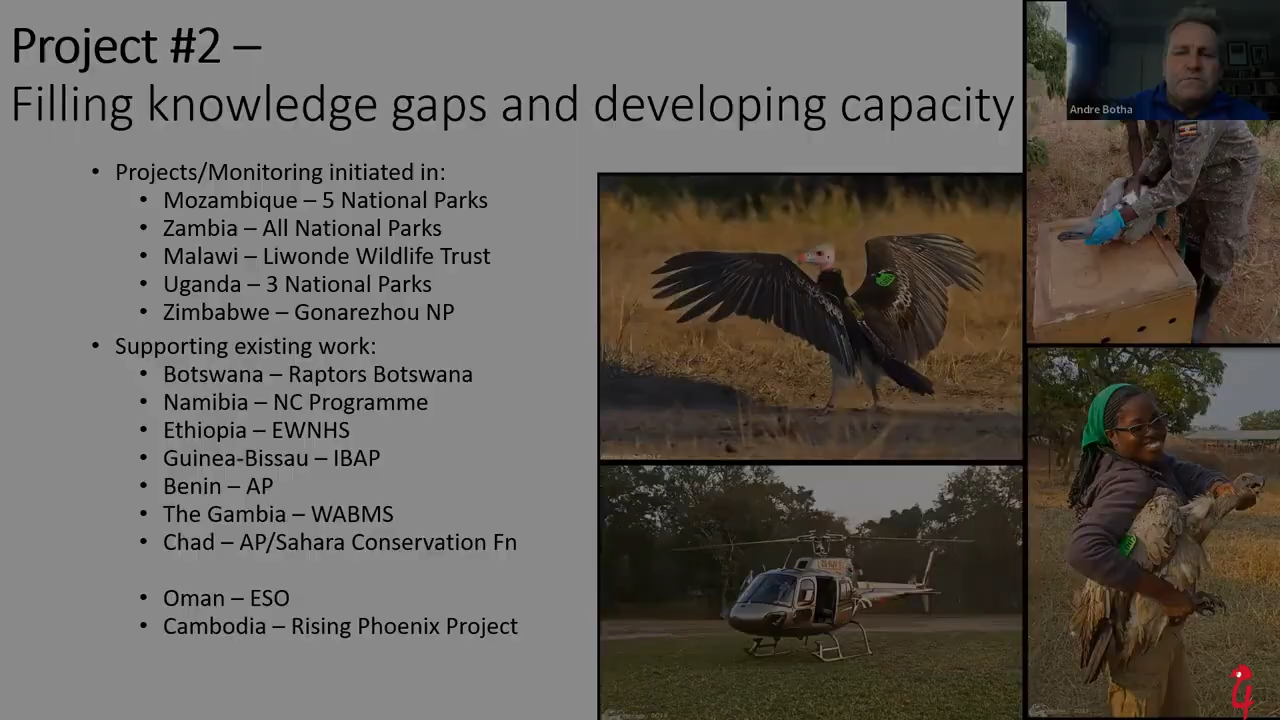 Project #2 –
Filling knowledge gaps and developing capacity
Andre Botha
• Projects/Monitoring initiated in:
• Mozambique – 5 National Parks
• Zambia – All National Parks
• Malawi – Liwonde Wildlife Trust
• Uganda – 3 National Parks
• Zimbabwe – Gonarezhou NP
• Supporting existing work:
• Botswana – Raptors Botswana
• Namibia – NC Programme
• Ethiopia – EWNHS
• Guinea-Bissau – IBAP
• Benin – AP
• The Gambia – WABMS
• Chad – AP/Sahara Conservation Fn
• Oman – ESO
• Cambodia – Rising Phoenix Project